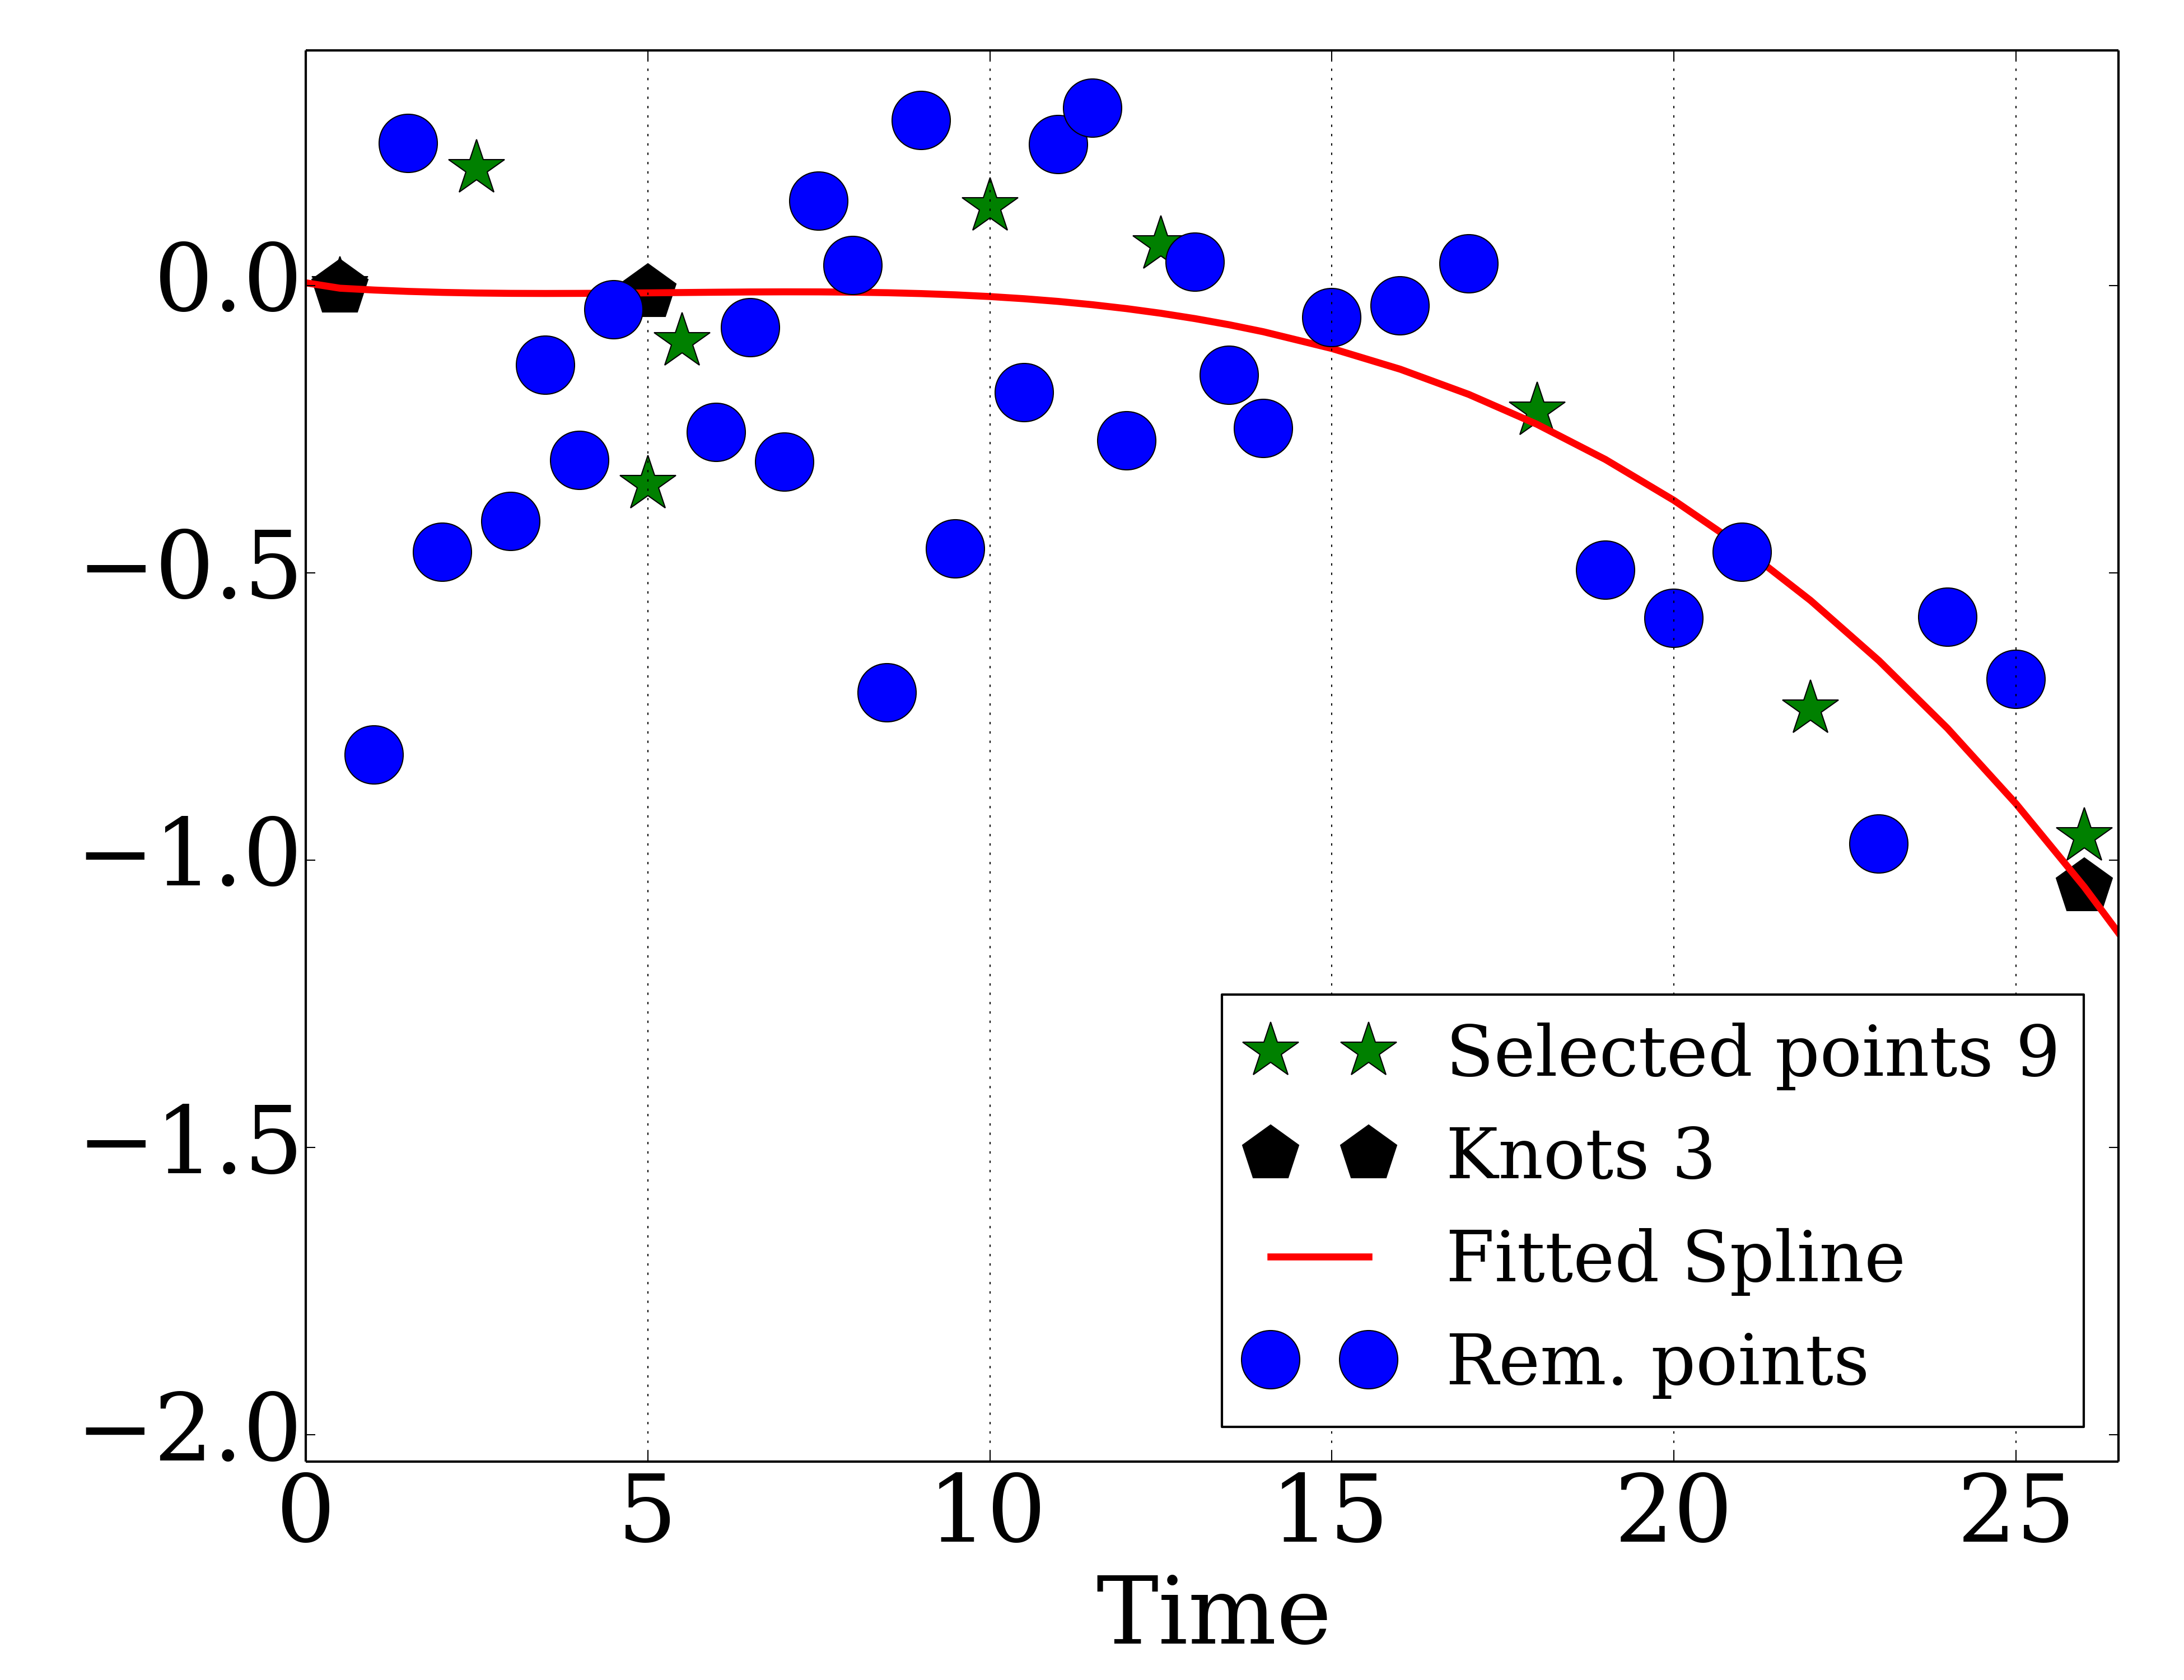 0.0
−0.5
−1.0
−1.5
−2.0
0 5 10 15 20 25
Time
Selected points 9
Knots 3
Fitted Spline
Rem. points